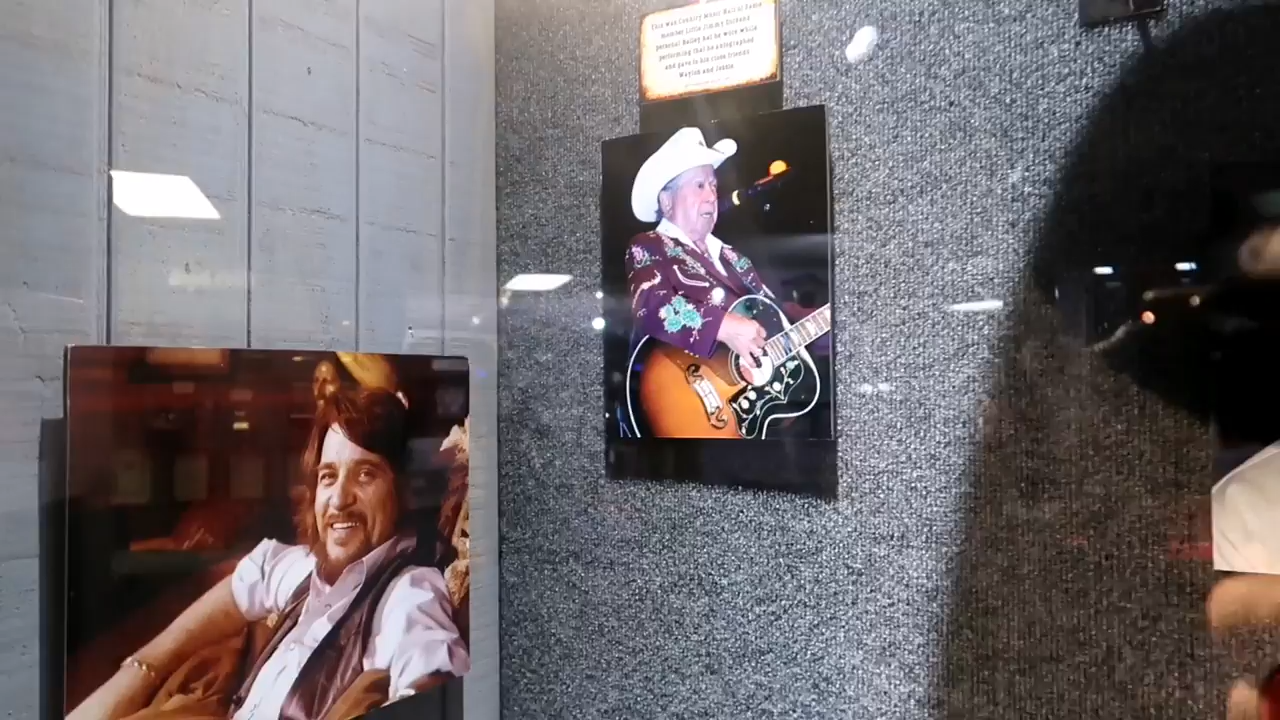 This was Country Music Hall of Fame
member Little Jimmy Dickens
personal Bailey hat he wore while
performing that he autographed
and gave to his close friends
Waylon and Jessie